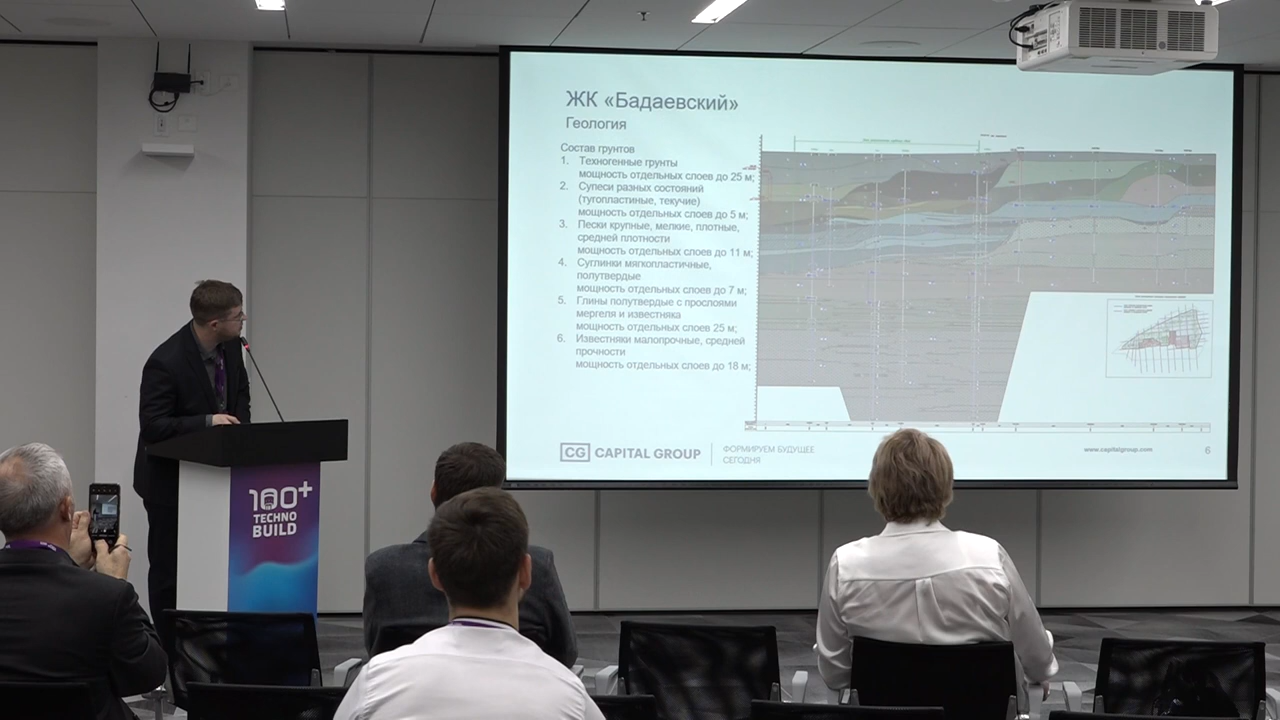 ЖК «Бадаевский»
Геология
Состав грунтов
1. Техногенные грунты
мощность отдельных слоев до 25 м;
2. Супеси разных состояний
(тугопластиные, текучие)
мощность отдельных слоев до 5 м;
3. Пески крупные, мелкие, плотные,
средней плотности
мощность отдельных слоев до 11 м;
4. Суглинки мягкопластичные,
полутвердые
мощность отдельных слоев до 7 м;
5. Глины полутвердые с прослоями
мергеля и известняка
мощность отдельных слоев 25 м;
6. Известняки малопрочные, средней
прочности
мощность отдельных слоев до 18 м;
CG CAPITAL GROUP
ФОРМИРУЕМ БУДУЩЕЕ
СЕГОДНЯ
www.capitalgroup.com
6
100+
TECHNO
BUILD